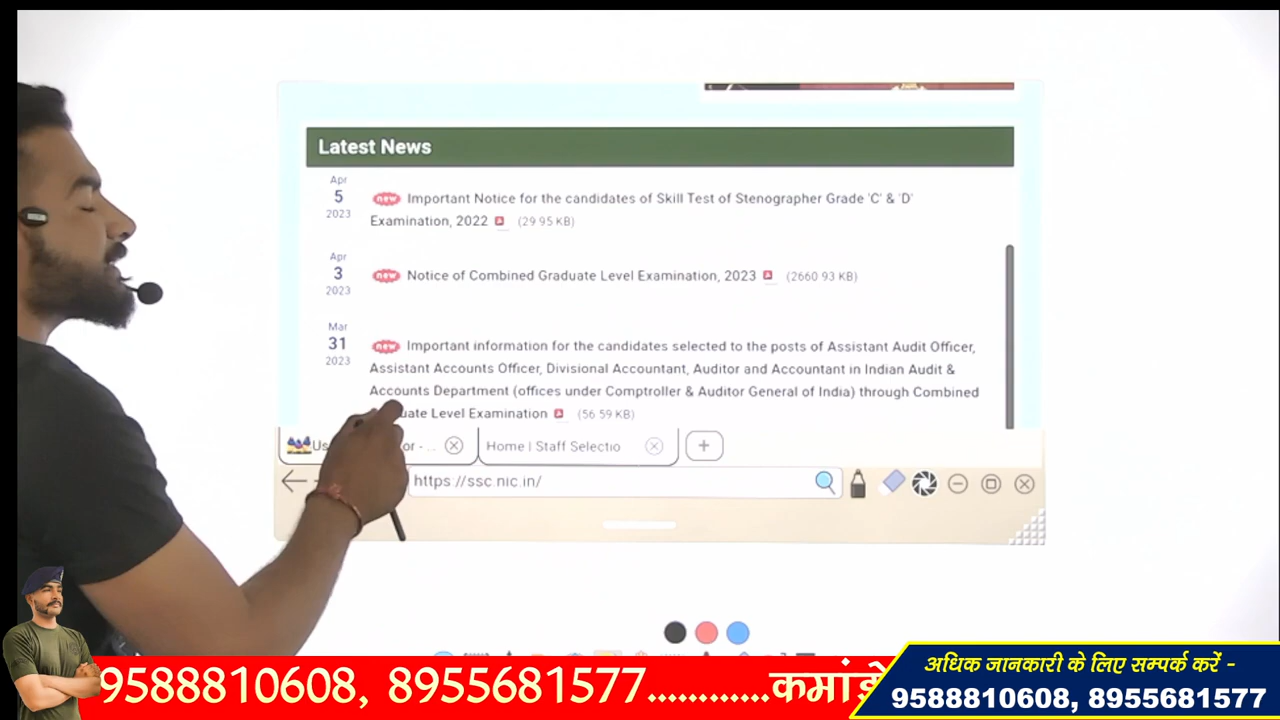 Latest News
Apr
5
2023
new Important Notice for the candidates of Skill Test of Stenographer Grade 'C' & 'D'
Examination, 2022 (29 95 KB)
Apr
3
2023
new Notice of Combined Graduate Level Examination, 2023 (2660 93 KB)
Mar
31
2023
new Important information for the candidates selected to the posts of Assistant Audit Officer,
Assistant Accounts Officer, Divisional Accountant, Auditor and Accountant in Indian Audit &
Accounts Department (offices under Comptroller & Auditor General of India) through Combined
uate Level Examination (56 59 KB)
Us or - ...
Home | Staff Selectio
https://ssc.nic.in/
9588810608, 8955681577............कमांडो
अधिक जानकारी के लिए सम्पर्क करें -
9588810608, 8955681577